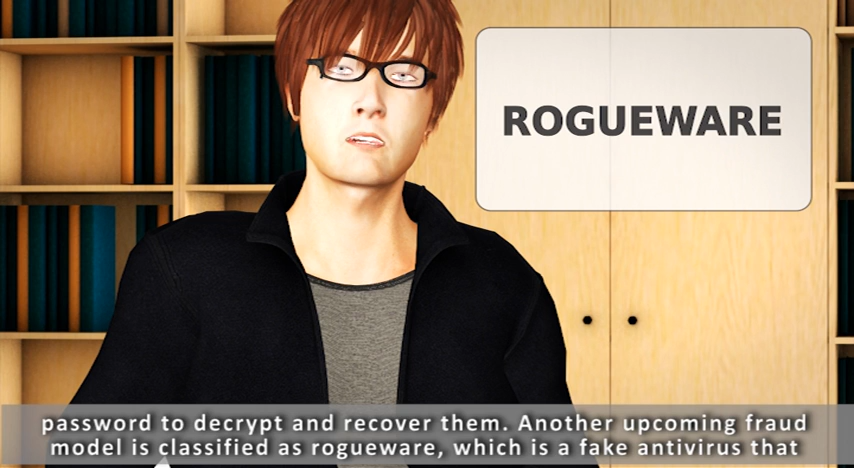 ROGUEWARE
password to decrypt and recover them. Another upcoming fraud
model is classified as rogueware, which is a fake antivirus that